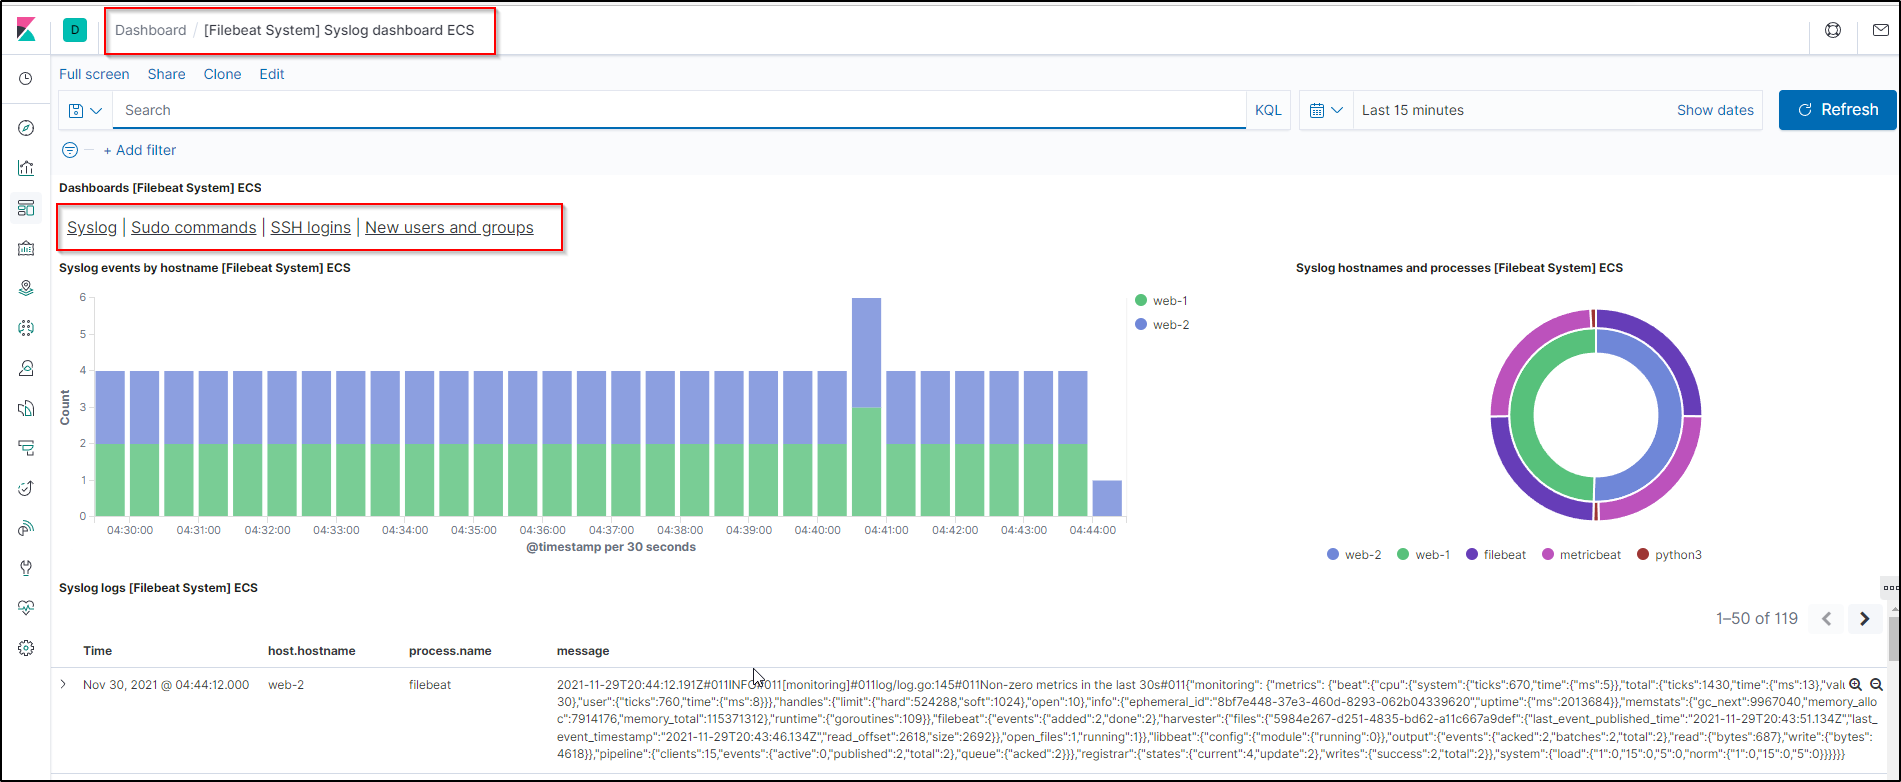 D Dashboard / [Filebeat System] Syslog dashboard ECS
Full screen Share Clone Edit
Search KQL Last 15 minutes Show dates Refresh
+ Add filter
Dashboards [Filebeat System] ECS
Syslog | Sudo commands | SSH logins | New users and groups
Syslog events by hostname [Filebeat System] ECS
6
5
4
3
2
1
0
Count
04:30:00 04:31:00 04:32:00 04:33:00 04:34:00 04:35:00 04:36:00 04:37:00 04:38:00 04:39:00 04:40:00 04:41:00 04:42:00 04:43:00 04:44:00
@timestamp per 30 seconds
web-1
web-2
Syslog hostnames and processes [Filebeat System] ECS
web-2 web-1 filebeat metricbeat python3
Syslog logs [Filebeat System] ECS
1–50 of 119
Time host.hostname process.name message
Nov 30, 2021 @ 04:44:12.000 web-2 filebeat 2021-11-29T20:44:12.191Z#011INFO#011[monitoring]#011log/log.go:145#011Non-zero metrics in the last 30s#011{"monitoring": {"metrics": {"beat":{"cpu":{"system":{"ticks":670,"time":{"ms":5}},"total":{"ticks":1430,"time":{"ms":13},"valu
30},"user":{"ticks":760,"time":{"ms":8}}},"handles":{"limit":{"hard":524288,"soft":1024},"open":10},"info":{"ephemeral_id":"8bf7e448-37e3-460d-8293-062b04339620","uptime":{"ms":2013684}},"memstats":{"gc_next":9967040,"memory_allo
c":7914176,"memory_total":115371312},"runtime":{"goroutines":109}},"filebeat":{"events":{"added":2,"done":2},"harvester":{"files":{"5984e267-d251-4835-bd62-a11c667a9def":{"last_event_published_time":"2021-11-29T20:43:51.134Z","last_
event_timestamp":"2021-11-29T20:43:46.134Z","read_offset":2618,"size":2692}},"open_files":1,"running":1}},"libbeat":{"config":{"module":{"running":0}},"output":{"events":{"acked":2,"batches":2,"total":2},"read":{"bytes":687},"write":{"bytes":
4618}},"pipeline":{"clients":15,"events":{"active":0,"published":2,"total":2},"queue":{"acked":2}}},"registrar":{"states":{"current":4,"update":2},"writes":{"success":2,"total":2}},"system":{"load":{"1":0,"15":0,"5":0,"norm":{"1":0,"15":0,"5":0}}}}}}